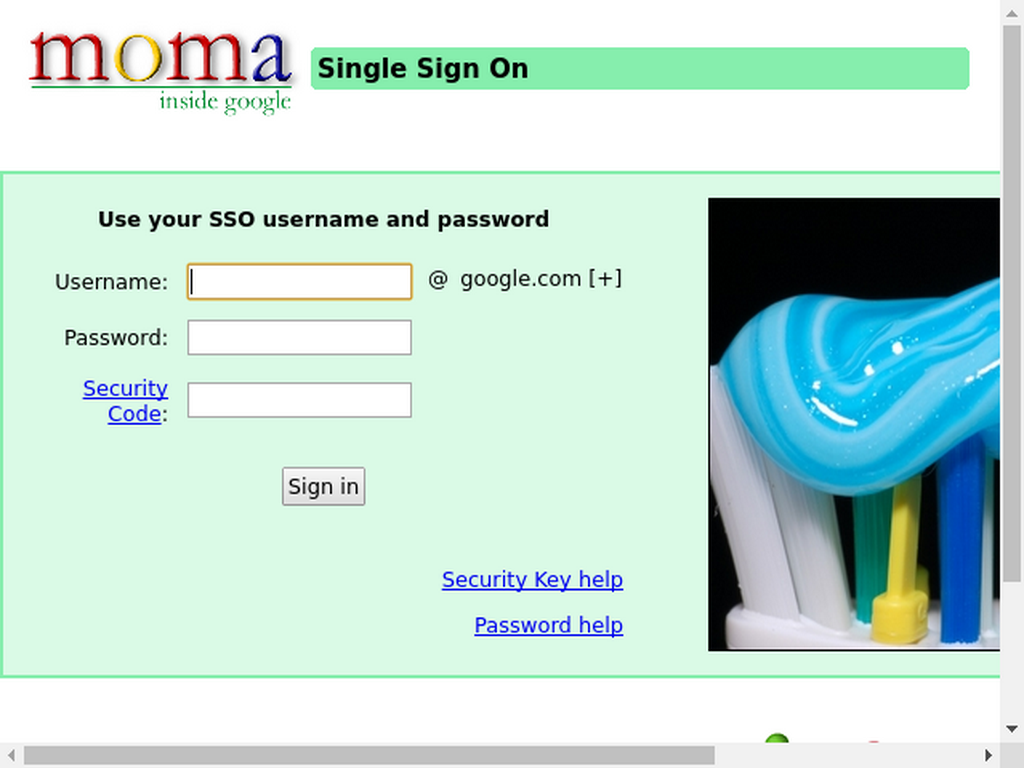 moma
inside google
Single Sign On
Use your SSO username and password
Username:
@ google.com [+]
Password:
Security
Code:
Sign in
Security Key help
Password help